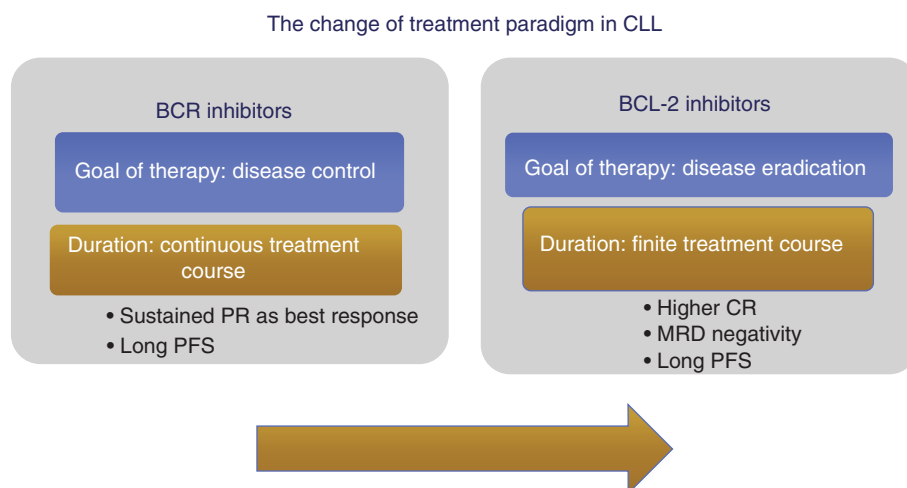 The change of treatment paradigm in CLL
BCR inhibitors
Goal of therapy: disease control
Duration: continuous treatment
course
• Sustained PR as best response
• Long PFS
BCL-2 inhibitors
Goal of therapy: disease eradication
Duration: finite treatment course
• Higher CR
• MRD negativity
• Long PFS